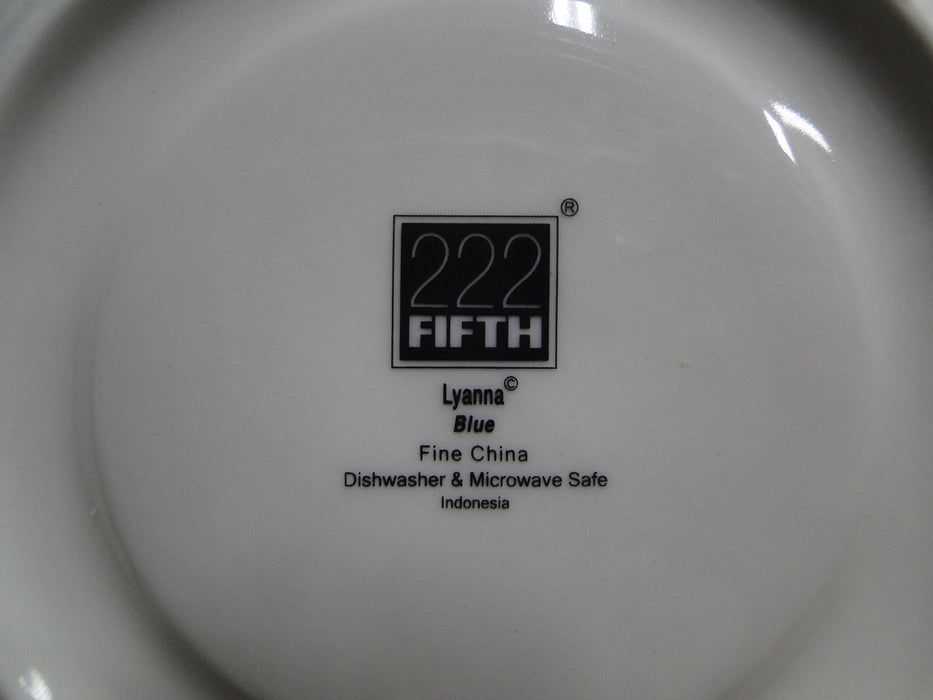 222
FIFTH®
Lyanna©
Blue
Fine China
Dishwasher & Microwave Safe
Indonesia